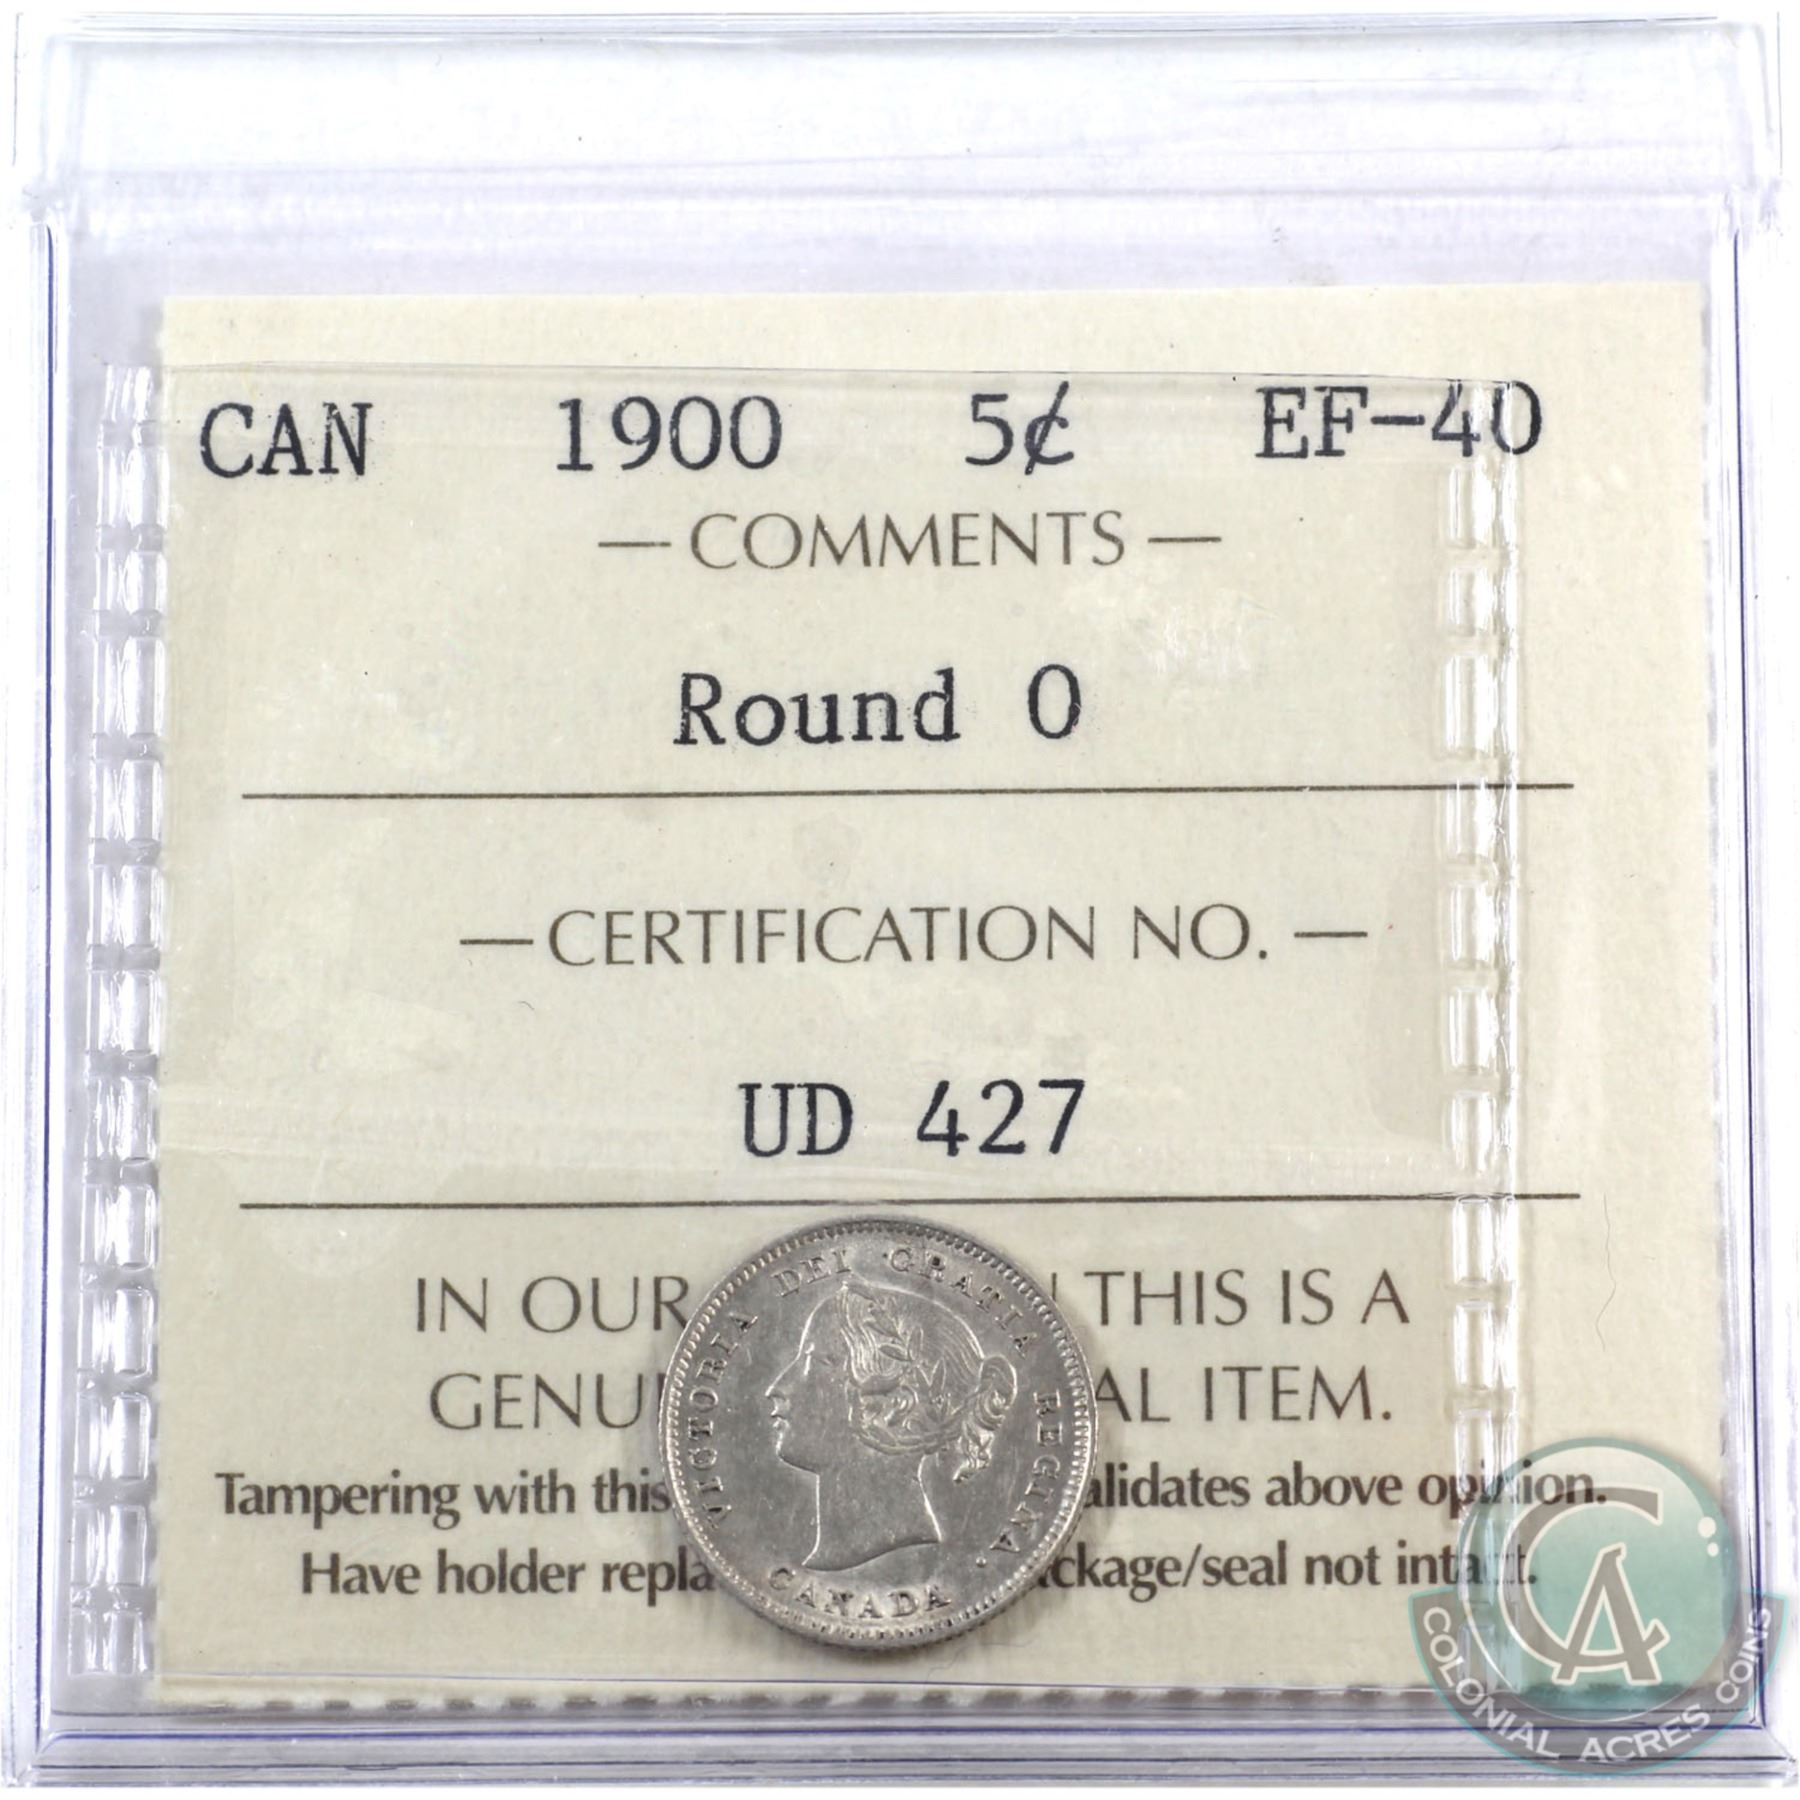 CAN 1900 5¢ EF-40
— COMMENTS —
Round O
— CERTIFICATION NO. —
UD 427
IN OUR THIS IS A
GENU AL ITEM.
Tampering with this alidates above opinion.
Have holder repla ckage/seal not intact.
VICTORIA DEI GRATIA REGINA.
CANADA
CA
COLONIAL ACRES COINS